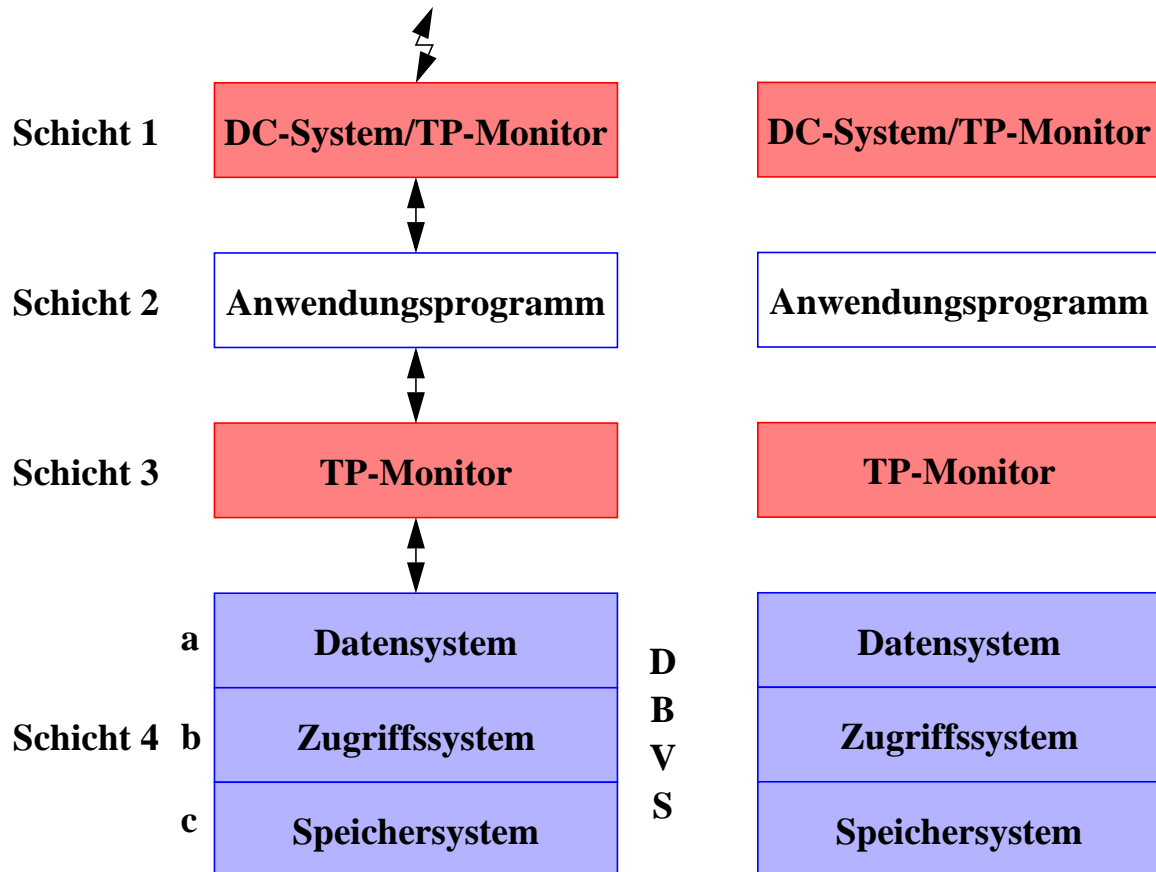 Schicht 1 DC-System/TP-Monitor DC-System/TP-Monitor
Schicht 2 Anwendungsprogramm Anwendungsprogramm
Schicht 3 TP-Monitor TP-Monitor
a Datensystem D Datensystem
B
Schicht 4 b Zugriffssystem V Zugriffssystem
c Speichersystem S Speichersystem